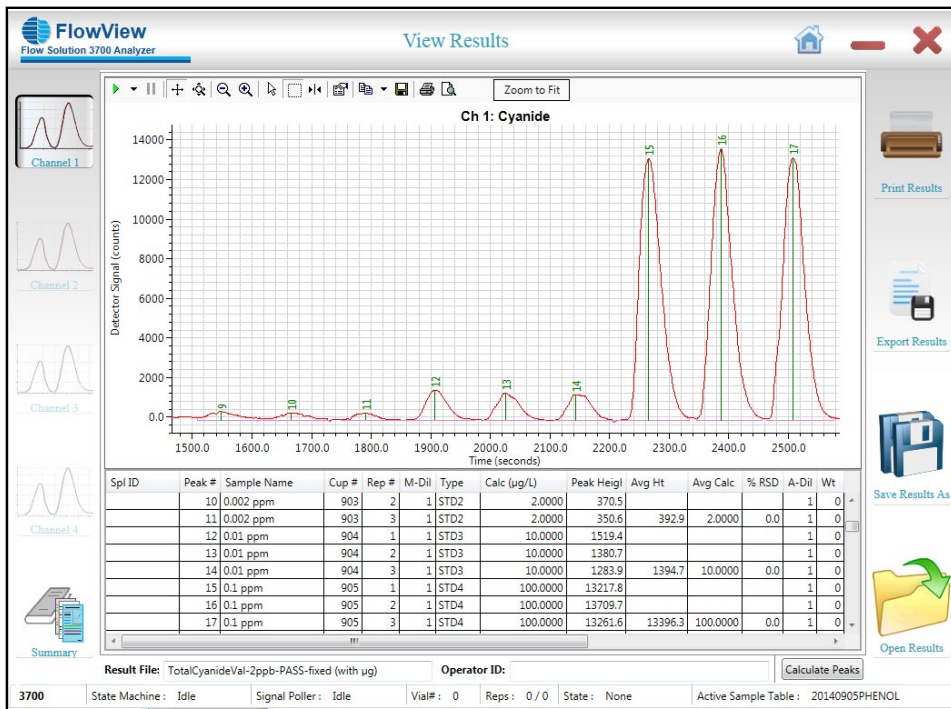 FlowView
Flow Solution 3700 Analyzer
View Results
Zoom to Fit
Ch 1: Cyanide
Channel 1
Channel 2
Channel 3
Channel 4
Summary
Print Results
Export Results
Save Results As
Open Results
Detector Signal (counts)
14000
12000
10000
8000
6000
4000
2000
0.0
9 10 11 12 13 14 15 16 17
1500.0 1600.0 1700.0 1800.0 1900.0 2000.0 2100.0 2200.0 2300.0 2400.0 2500.0
Time (seconds)
Spl ID Peak # Sample Name Cup # Rep # M-Dil Type Calc (µg/L) Peak Heigl Avg Ht Avg Calc % RSD A-Dil Wt
10 0.002 ppm 903 2 1 STD2 2.0000 370.5 1 0
11 0.002 ppm 903 3 1 STD2 2.0000 350.6 392.9 2.0000 0.0 1 0
12 0.01 ppm 904 1 1 STD3 10.0000 1519.4 1 0
13 0.01 ppm 904 2 1 STD3 10.0000 1380.7 1 0
14 0.01 ppm 904 3 1 STD3 10.0000 1283.9 1394.7 10.0000 0.0 1 0
15 0.1 ppm 905 1 1 STD4 100.0000 13217.8 1 0
16 0.1 ppm 905 2 1 STD4 100.0000 13709.7 1 0
17 0.1 ppm 905 3 1 STD4 100.0000 13261.6 13396.3 100.0000 0.0 1 0
Result File: TotalCyanideVal-2ppb-PASS-fixed (with µg) Operator ID: Calculate Peaks
3700 State Machine : Idle Signal Poller : Idle Vial# : 0 Reps : 0 / 0 State : None Active Sample Table : 20140905PHENOL